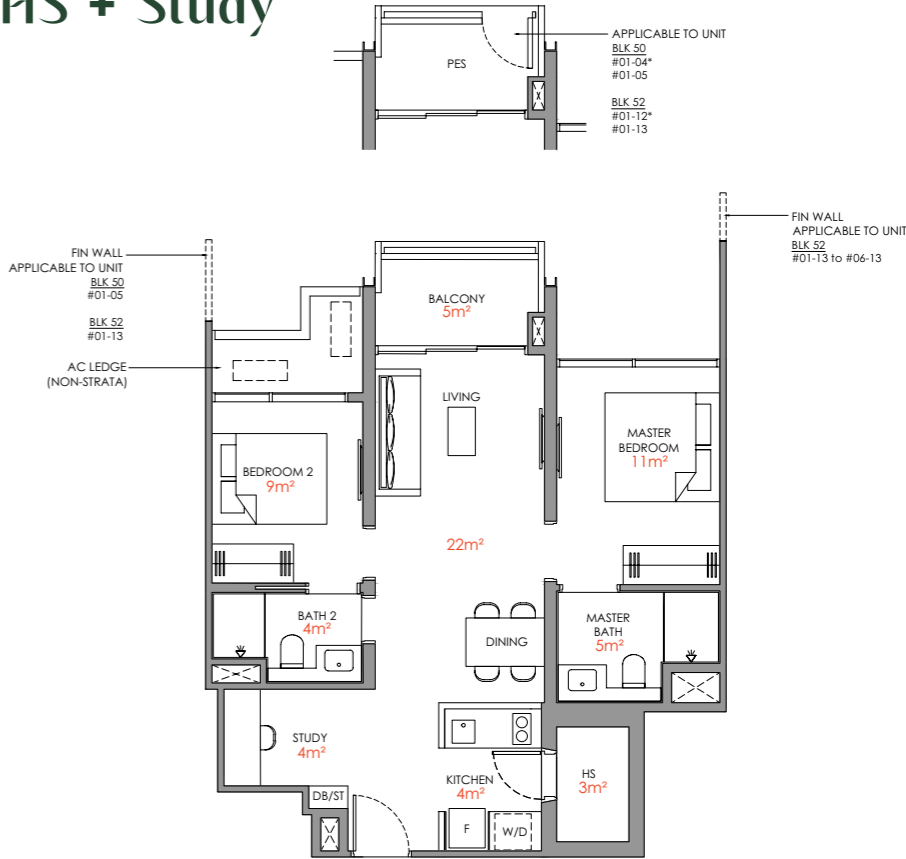 HS + Study
APPLICABLE TO UNIT
BLK 50
#01-04*
#01-05
BLK 52
#01-12*
#01-13
PES
FIN WALL
APPLICABLE TO UNIT
BLK 50
#01-05
BLK 52
#01-13
AC LEDGE
(NON-STRATA)
FIN WALL
APPLICABLE TO UNIT
BLK 52
#01-13 to #06-13
BALCONY
5m²
LIVING
BEDROOM 2
9m²
MASTER
BEDROOM
11m²
22m²
BATH 2
4m²
DINING
MASTER
BATH
5m²
STUDY
4m²
KITCHEN
4m²
HS
3m²
DB/ST
F
W/D